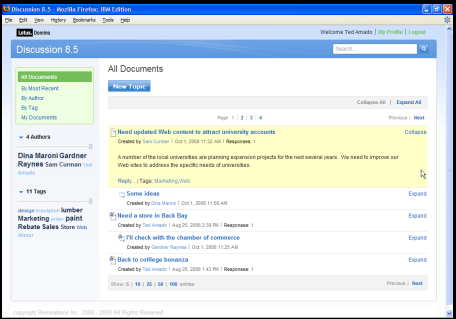 Discussion 8.5 - Mozilla Firefox: IBM Edition
File Edit View History Bookmarks Tools Help
Lotus. Domino
Welcome Ted Amado | My Profile | Logout
Discussion 8.5
Search...
All Documents
By Most Recent
By Author
By Tag
My Documents
4 Authors
Dina Maroni Gardner
Raynes Sam Curman Ted
Amado
11 Tags
design Insulation lumber
Marketing order paint
Rebate Sales Store Web
Winter
All Documents
New Topic
Collapse All | Expand All
Page 1 | 2 | 3 | 4
Previous | Next
Need updated Web content to attract university accounts
Collapse
Created by Sam Curman | Oct 1, 2008 11:32 AM | Responses: 1
A number of the local universities are planning expansion projects for the next several years. We need to improve our
Web sites to address the specific needs of universities.
Reply... | Tags: Marketing,Web
Some ideas
Expand
Created by Dina Maroni | Oct 1, 2008 11:58 AM
Need a store in Back Bay
Expand
Created by Ted Amado | Aug 25, 2008 2:39 PM | Responses: 1
I'll check with the chamber of commerce
Expand
Created by Gardner Raynes | Oct 1, 2008 11:25 AM
Back to colllege bonanza
Expand
Created by Ted Amado | Aug 25, 2008 1:43 PM | Responses: 1
Show: 5 | 10 | 25 | 50 | 100 entries
Previous | Next
copyright Renovations Inc. 2008 - 2009 All Rights Reserved